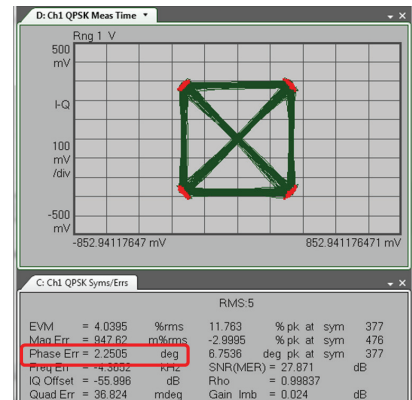 D: Ch1 QPSK Meas Time
Rng 1 V
500
mV
I-Q
100
mV
/div
-500
mV
-852.94117647 mV 852.941176471 mV
C: Ch1 QPSK Syms/Errs
RMS:5
EVM = 4.0395 %rms 11.763 % pk at sym 377
Mag Err = 947.62 m%rms -2.9995 % pk at sym 476
Phase Err = 2.2505 deg 6.7536 deg pk at sym 377
Freq Err = -4.3852 kHz SNR(MER) = 27.871 dB
IQ Offset = -55.996 dB Rho = 0.99837
Quad Err = 36.824 mdeg Gain Imb = 0.024 dB